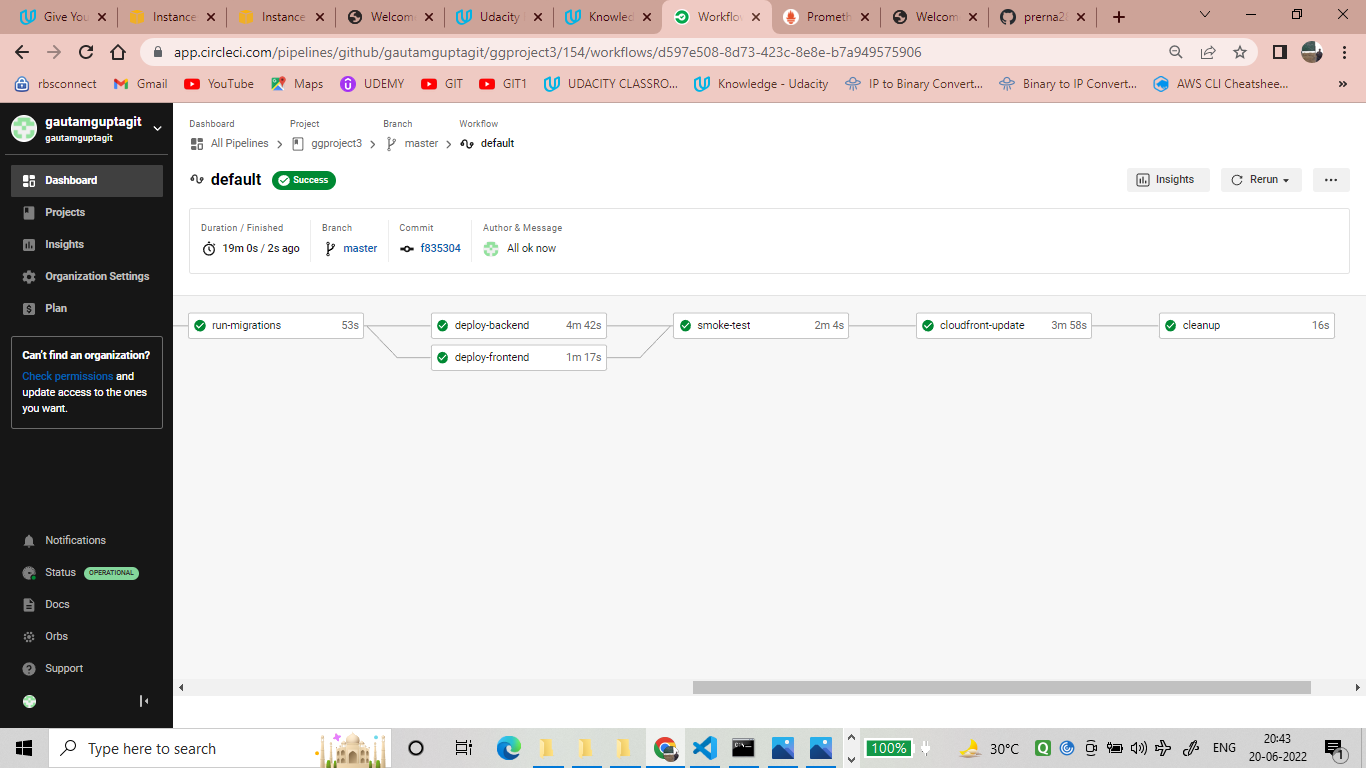 Give You
Instance
Instance
Welcome
Udacity
Knowled
Workflow
Prometh
Welcom
prerna2
app.circleci.com/pipelines/github/gautamguptagit/ggproject3/154/workflows/d597e508-8d73-423c-8e8e-b7a949575906
rbsconnect
Gmail
YouTube
Maps
UDEMY
GIT
GIT1
UDACITY CLASSRO...
Knowledge - Udacity
IP to Binary Convert...
Binary to IP Convert...
AWS CLI Cheatshee...
»
gautamguptagit
gautamguptagit
Dashboard
Projects
Insights
Organization Settings
Plan
Can't find an organization?
Check permissions and
update access to the ones
you want.
Notifications
Status OPERATIONAL
Docs
Orbs
Support
Dashboard Project Branch Workflow
All Pipelines ggproject3 master default
default Success
Insights
Rerun
Duration / Finished Branch Commit Author & Message
19m 0s / 2s ago master f835304 All ok now
run-migrations 53s
deploy-backend 4m 42s
smoke-test 2m 4s
cloudfront-update 3m 58s
cleanup 16s
deploy-frontend 1m 17s
Type here to search
100%
30°C
ENG
20:43
20-06-2022
1